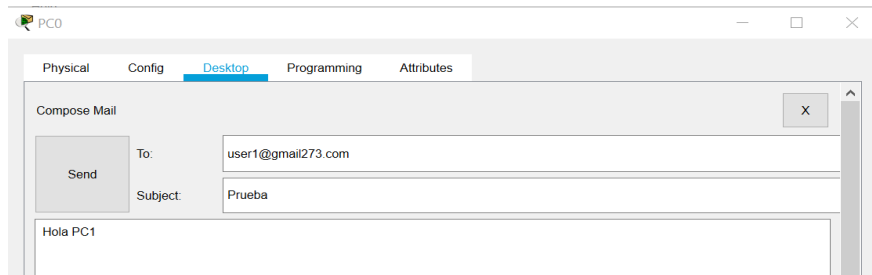 PC0
Physical Config Desktop Programming Attributes
Compose Mail
X
Send
To:
user1@gmail273.com
Subject:
Prueba
Hola PC1